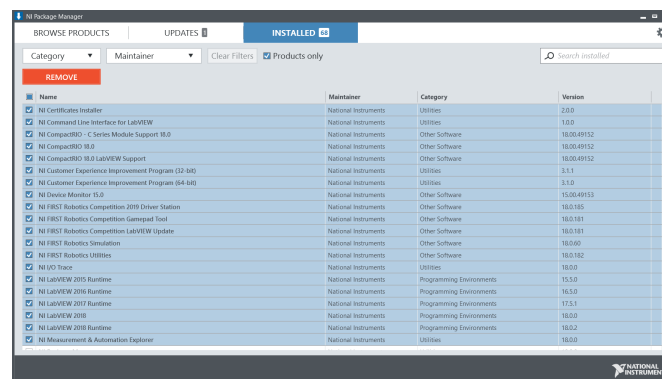 NI Package Manager
BROWSE PRODUCTS UPDATES INSTALLED 68
Category Maintainer Clear Filters Products only Search installed
REMOVE
Name Maintainer Category Version
NI Certificates Installer National Instruments Utilities 2.0.0
NI Command Line Interface for LabVIEW National Instruments Utilities 1.0.0
NI CompactRIO - C Series Module Support 18.0 National Instruments Other Software 18.00.49152
NI CompactRIO 18.0 National Instruments Other Software 18.00.49152
NI CompactRIO 18.0 LabVIEW Support National Instruments Other Software 18.00.49152
NI Customer Experience Improvement Program (32-bit) National Instruments Utilities 3.1.1
NI Customer Experience Improvement Program (64-bit) National Instruments Utilities 3.1.0
NI Device Monitor 15.0 National Instruments Other Software 15.00.49153
NI FIRST Robotics Competition 2019 Driver Station National Instruments Other Software 18.0.185
NI FIRST Robotics Competition Gamepad Tool National Instruments Other Software 18.0.181
NI FIRST Robotics Competition LabVIEW Update National Instruments Other Software 18.0.181
NI FIRST Robotics Simulation National Instruments Other Software 18.0.60
NI FIRST Robotics Utilities National Instruments Other Software 18.0.182
NI I/O Trace National Instruments Utilities 18.0.0
NI LabVIEW 2015 Runtime National Instruments Programming Environments 15.5.0
NI LabVIEW 2016 Runtime National Instruments Programming Environments 16.5.0
NI LabVIEW 2017 Runtime National Instruments Programming Environments 17.5.1
NI LabVIEW 2018 National Instruments Programming Environments 18.0.0
NI LabVIEW 2018 Runtime National Instruments Programming Environments 18.0.2
NI Measurement & Automation Explorer National Instruments Utilities 18.0.0
NATIONAL
INSTRUMEN